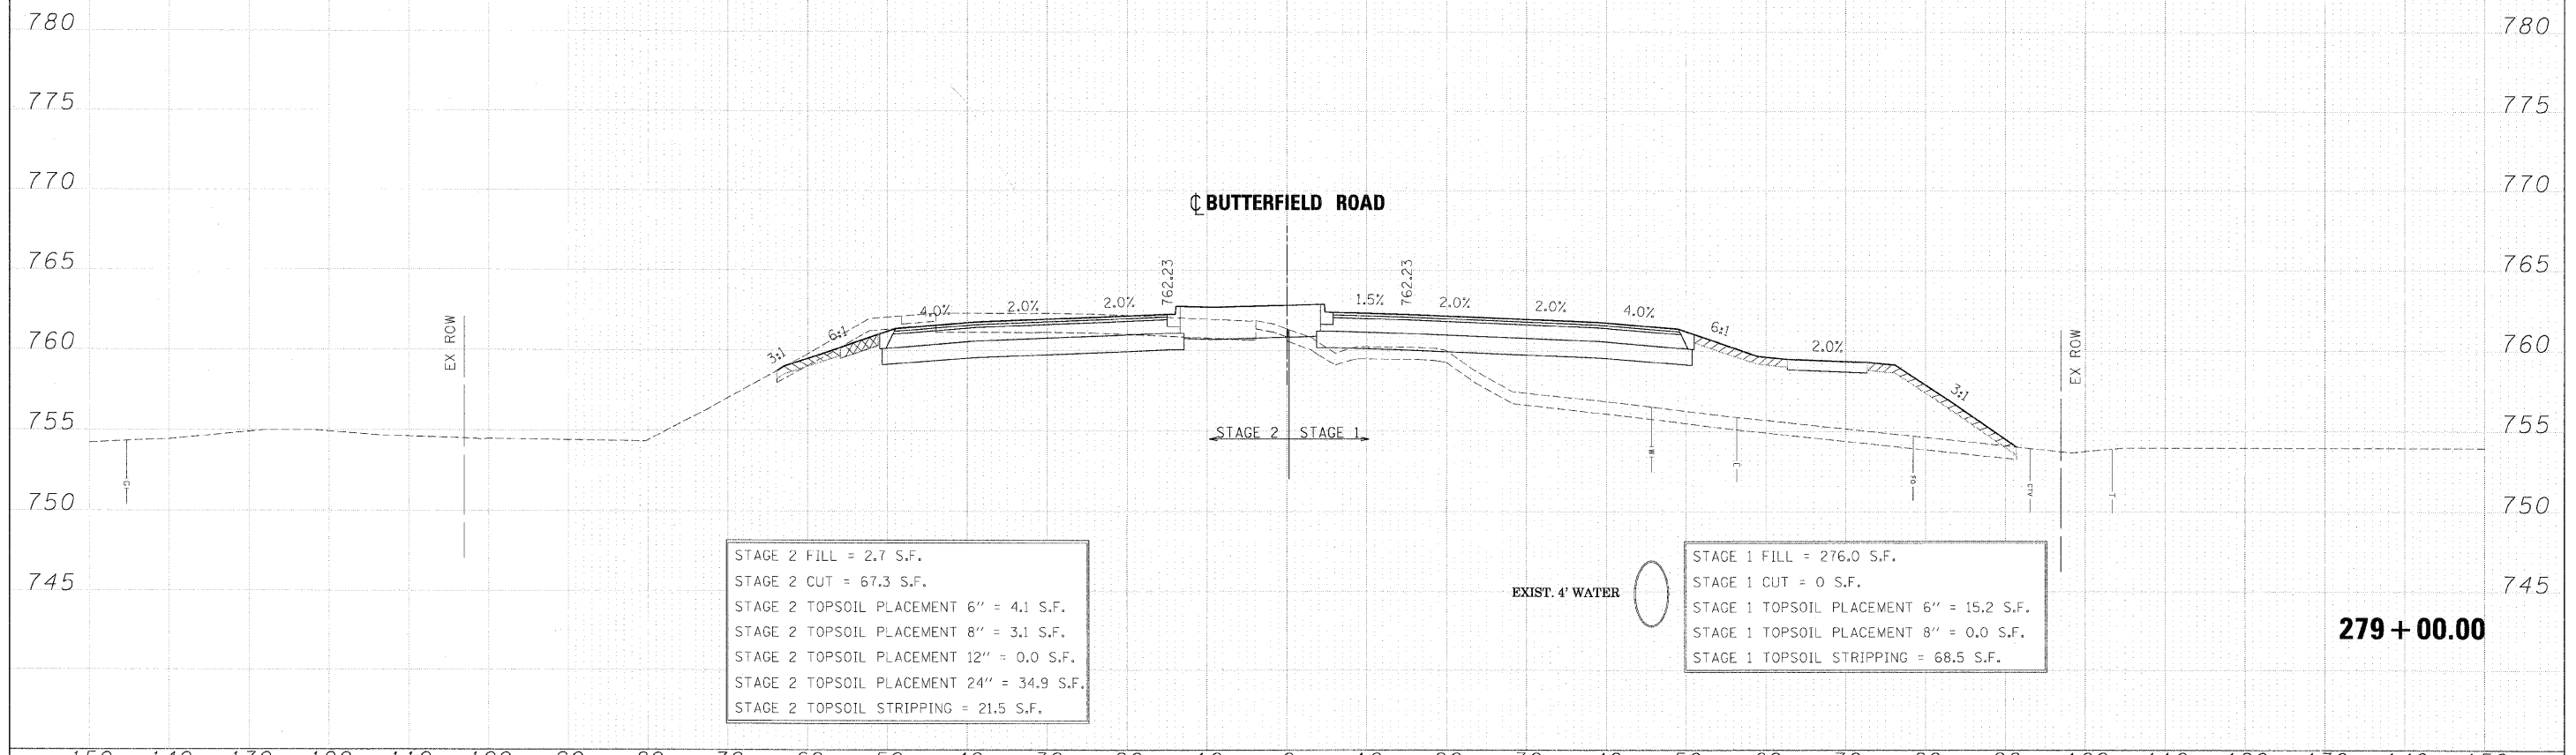 780
780
775
775
770
770
℄ BUTTERFIELD ROAD
765
762.23
762.23
765
4.0%
2.0%
2.0%
1.5%
2.0%
2.0%
4.0%
6:1
6:1
760
EX ROW
3:1
2.0%
EX ROW
760
3:1
755
STAGE 2
STAGE 1
755
G
W
FO
CTV
T
750
750
STAGE 2 FILL = 2.7 S.F.
STAGE 2 CUT = 67.3 S.F.
STAGE 2 TOPSOIL PLACEMENT 6" = 4.1 S.F.
STAGE 2 TOPSOIL PLACEMENT 8" = 3.1 S.F.
STAGE 2 TOPSOIL PLACEMENT 12" = 0.0 S.F.
STAGE 2 TOPSOIL PLACEMENT 24" = 34.9 S.F.
STAGE 2 TOPSOIL STRIPPING = 21.5 S.F.
EXIST. 4' WATER
STAGE 1 FILL = 276.0 S.F.
STAGE 1 CUT = 0 S.F.
STAGE 1 TOPSOIL PLACEMENT 6" = 15.2 S.F.
STAGE 1 TOPSOIL PLACEMENT 8" = 0.0 S.F.
STAGE 1 TOPSOIL STRIPPING = 68.5 S.F.
745
745
279+00.00